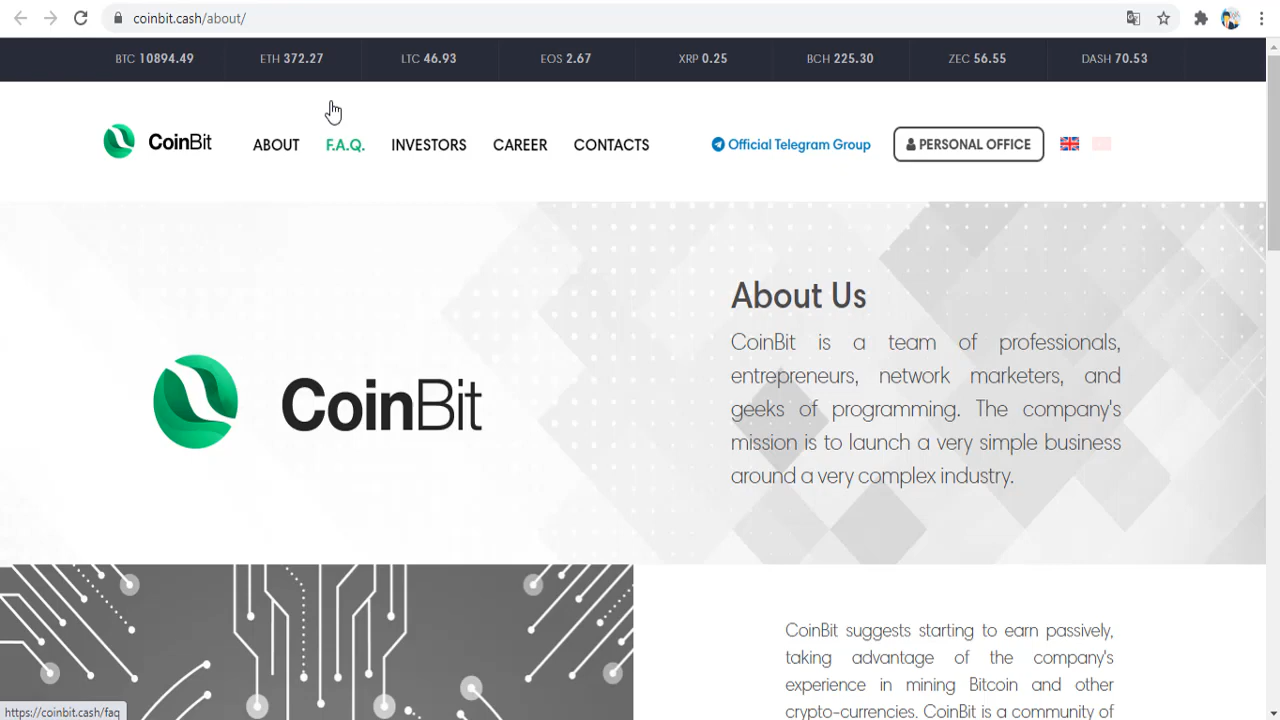 coinbit.cash/about/
BTC 10894.49 ETH 372.27 LTC 46.93 EOS 2.67 XRP 0.25 BCH 225.30 ZEC 56.55 DASH 70.53
CoinBit ABOUT F.A.Q. INVESTORS CAREER CONTACTS Official Telegram Group PERSONAL OFFICE
About Us
CoinBit is a team of professionals,
entrepreneurs, network marketers, and
geeks of programming. The company's
mission is to launch a very simple business
around a very complex industry.
CoinBit
CoinBit suggests starting to earn passively,
taking advantage of the company's
experience in mining Bitcoin and other
crypto-currencies. CoinBit is a community of
https://coinbit.cash/faq